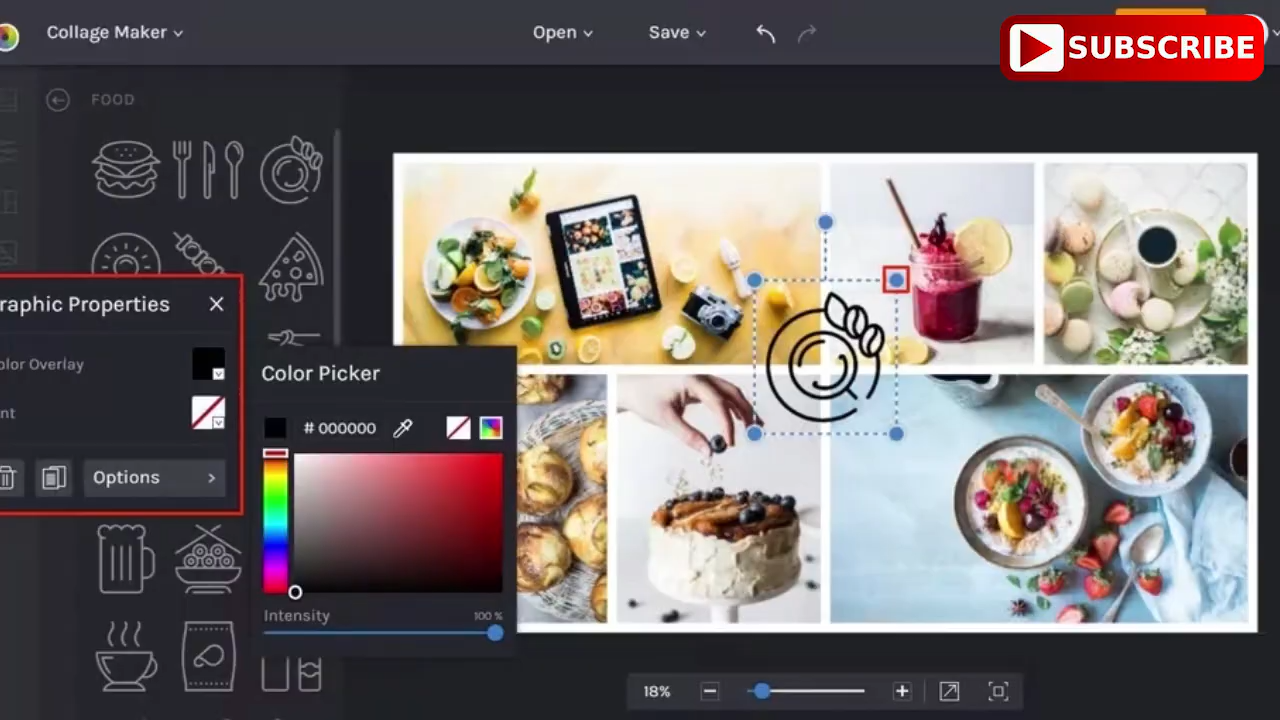 Collage Maker
Open
Save
SUBSCRIBE
FOOD
raphic Properties
olor Overlay
nt
Options
Color Picker
# 000000
Intensity
100 %
18%